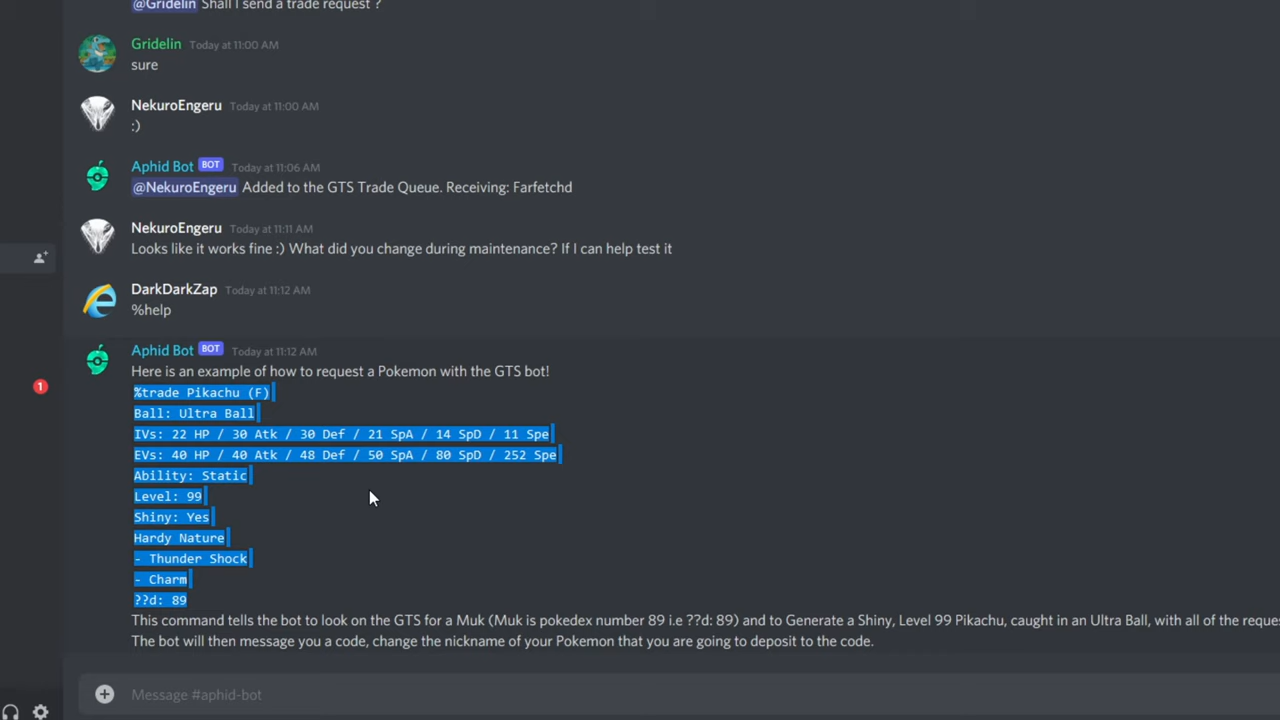 @Gridelin Shall I send a trade request ?
Gridelin Today at 11:00 AM
sure
NekuroEngeru Today at 11:00 AM
:)
Aphid Bot BOT Today at 11:06 AM
@NekuroEngeru Added to the GTS Trade Queue. Receiving: Farfetchd
NekuroEngeru Today at 11:11 AM
Looks like it works fine :) What did you change during maintenance? If I can help test it
DarkDarkZap Today at 11:12 AM
%help
Aphid Bot BOT Today at 11:12 AM
Here is an example of how to request a Pokemon with the GTS bot!
1
%trade Pikachu (F)
Ball: Ultra Ball
IVs: 22 HP / 30 Atk / 30 Def / 21 SpA / 14 SpD / 11 Spe
EVs: 40 HP / 40 Atk / 48 Def / 50 SpA / 80 SpD / 252 Spe
Ability: Static
Level: 99
Shiny: Yes
Hardy Nature
- Thunder Shock
- Charm
??d: 89
This command tells the bot to look on the GTS for a Muk (Muk is pokedex number 89 i.e ??d: 89) and to Generate a Shiny, Level 99 Pikachu, caught in an Ultra Ball, with all of the reque
The bot will then message you a code, change the nickname of your Pokemon that you are going to deposit to the code.
Message #aphid-bot